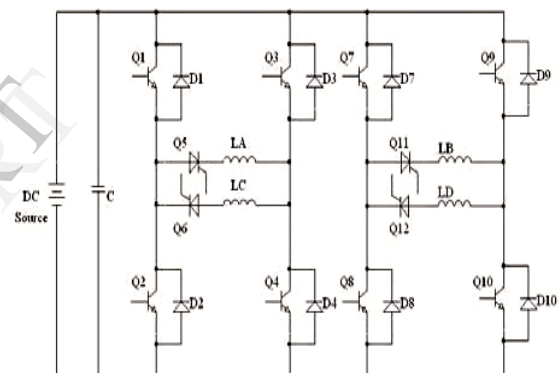 Q1 D1 Q3 D3 Q7 D7 Q9 D9
Q5 LA Q11 LB
DC Source C LC LD
Q6 Q12
Q2 D2 Q4 D4 Q8 D8 Q10 D10
RT